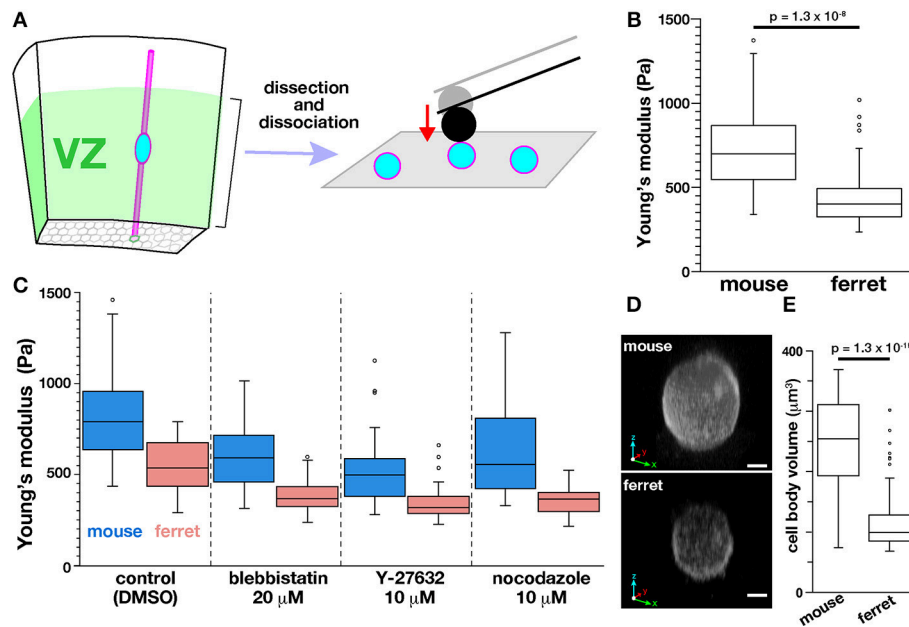 A
VZ
dissection
and
dissociation
B
p = 1.3 x 10-8
Young's modulus (Pa)
1500
1000
500
0
mouse
ferret
C
Young's modulus (Pa)
1500
1000
500
0
mouse
ferret
control
(DMSO)
blebbistatin
20 μM
Y-27632
10 μM
nocodazole
10 μM
D
mouse
z
y
x
ferret
z
y
x
E
p = 1.3 x 10-16
cell body volume (μm3)
400
0
mouse
ferret